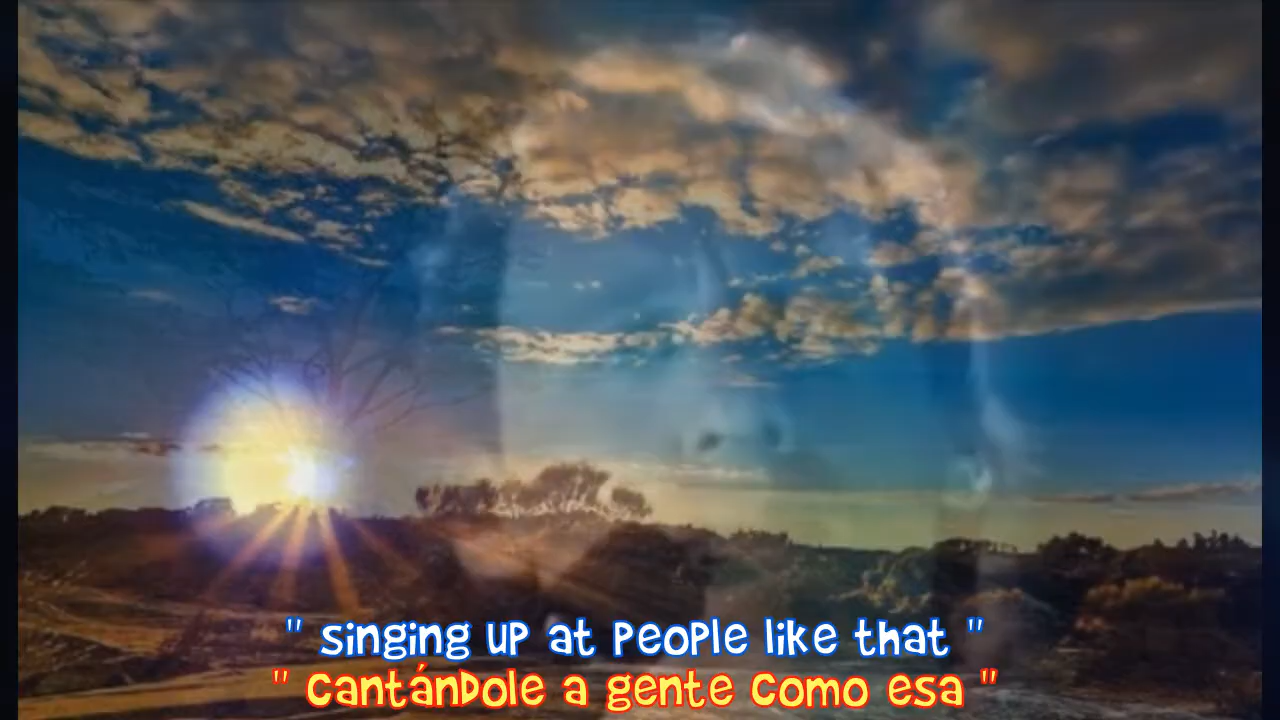 " singing up at people like that "
" cantándole a gente como esa "